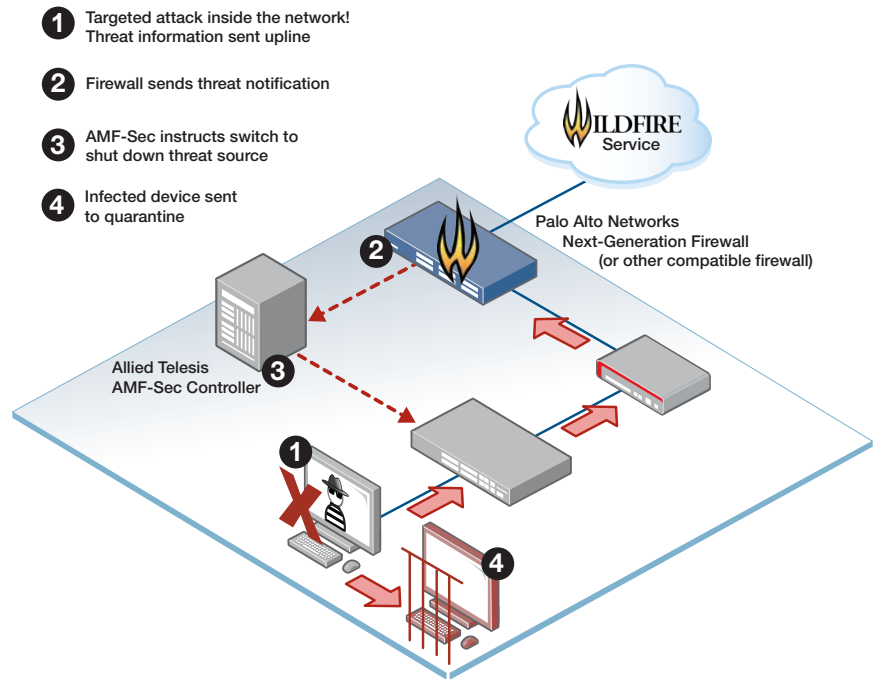 1 Targeted attack inside the network!
Threat information sent upline
2 Firewall sends threat notification
3 AMF-Sec instructs switch to
shut down threat source
4 Infected device sent
to quarantine
WILDFIRE
Service
Palo Alto Networks
Next-Generation Firewall
(or other compatible firewall)
2
Allied Telesis
AMF-Sec Controller
3
1
4